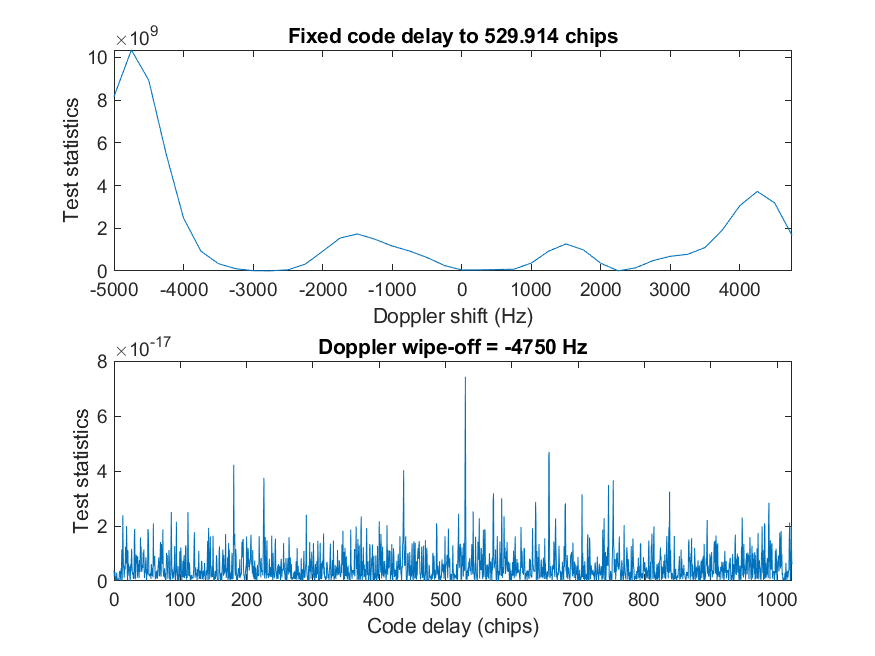 ×10⁹
Fixed code delay to 529.914 chips
10
8
6
4
2
0
Test statistics
-5000 -4000 -3000 -2000 -1000 0 1000 2000 3000 4000
Doppler shift (Hz)
×10⁻¹⁷
Doppler wipe-off = -4750 Hz
8
6
4
2
0
Test statistics
0 100 200 300 400 500 600 700 800 900 1000
Code delay (chips)